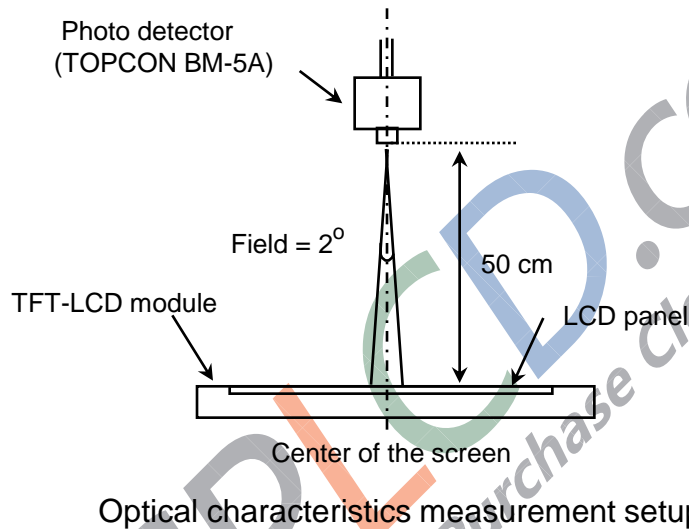 Photo detector
(TOPCON BM-5A)
Field = 2°
50 cm
TFT-LCD module
LCD panel
Center of the screen
Optical characteristics measurement setup